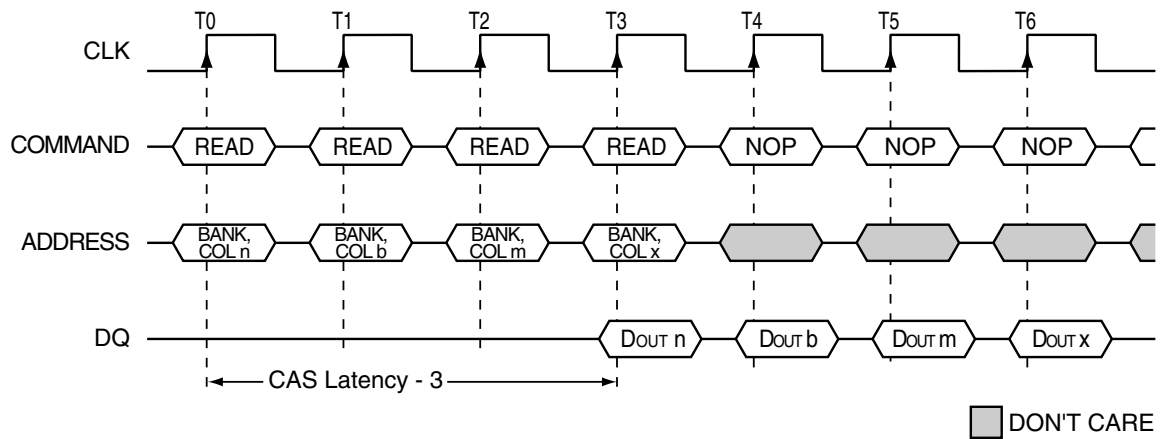 T0 T1 T2 T3 T4 T5 T6
CLK
COMMAND READ READ READ READ NOP NOP NOP
ADDRESS BANK, COL n BANK, COL b BANK, COL m BANK, COL x
DQ DOUT n DOUT b DOUT m DOUT x
CAS Latency - 3
DON'T CARE